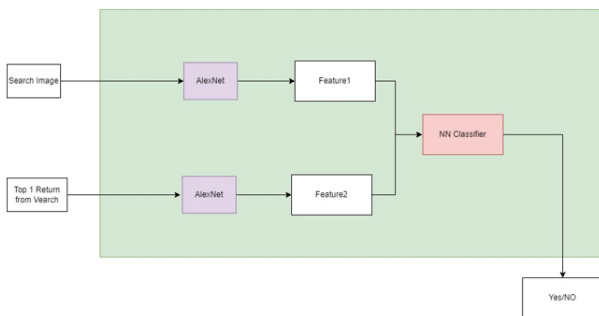 Search Image
AlexNet
Feature1
NN Classifier
Top 1 Return
from Vearch
AlexNet
Feature2
Yes/NO